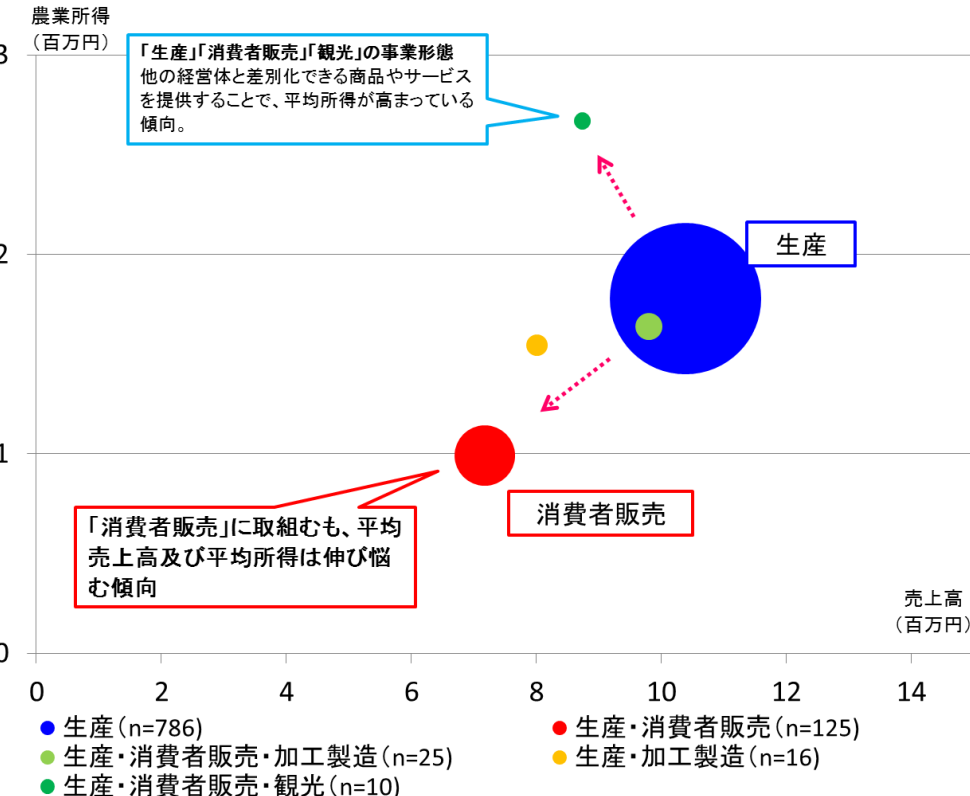 農業所得
（百万円）
「生産」「消費者販売」「観光」の事業形態
他の経営体と差別化できる商品やサービス
を提供することで、平均所得が高まっている
傾向。
3
2
1
0
生産
消費者販売
「消費者販売」に取組むも、平均
売上高及び平均所得は伸び悩
む傾向
売上高
（百万円）
0 2 4 6 8 10 12 14
生産（n=786) 生産・消費者販売（n=125)
生産・消費者販売・加工製造（n=25) 生産・加工製造（n=16)
生産・消費者販売・観光（n=10)